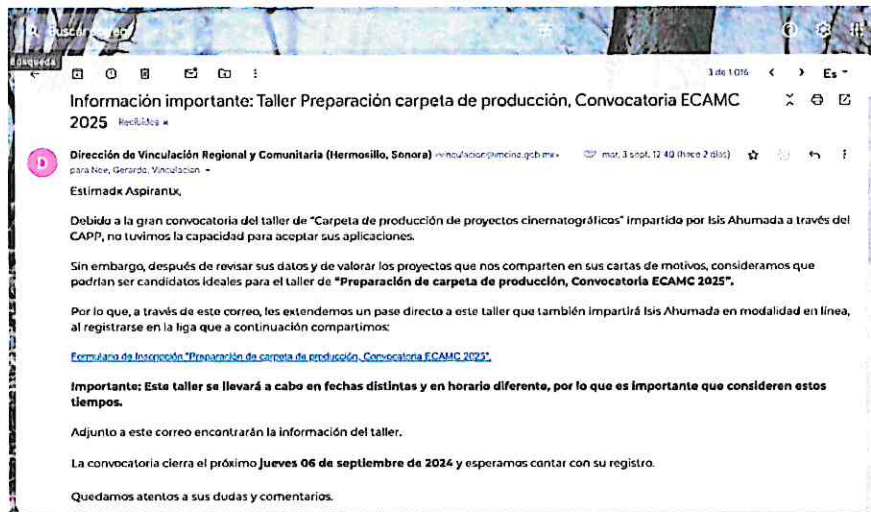 Buscar correo
Búsqueda
3 de 1 016
Es
Información importante: Taller Preparación carpeta de producción, Convocatoria ECAMC
2025 Recibidos x
D
Dirección de Vinculación Regional y Comunitaria (Hermosillo, Sonora) <vinculacion@imcine.gob.mx> mar, 3 sept, 12:40 (hace 2 días)
para Nov, Gerardo, Vinculacion
Estimadx Aspirantx,
Debido a la gran convocatoria del taller de “Carpeta de producción de proyectos cinematográficos” impartido por Isis Ahumada a través del
CAPP, no tuvimos la capacidad para aceptar sus aplicaciones.
Sin embargo, después de revisar sus datos y de valorar los proyectos que nos comparten en sus cartas de motivos, consideramos que
podrían ser candidatos ideales para el taller de “Preparación de carpeta de producción, Convocatoria ECAMC 2025”.
Por lo que, a través de este correo, les extendemos un pase directo a este taller que también impartirá Isis Ahumada en modalidad en línea,
al registrarse en la liga que a continuación compartimos:
Formulario de Inscripción “Preparación de carpeta de producción, Convocatoria ECAMC 2025”.
Importante: Este taller se llevará a cabo en fechas distintas y en horario diferente, por lo que es importante que consideren estos
tiempos.
Adjunto a este correo encontrarán la información del taller.
La convocatoria cierra el próximo jueves 06 de septiembre de 2024 y esperamos contar con su registro.
Quedamos atentos a sus dudas y comentarios.